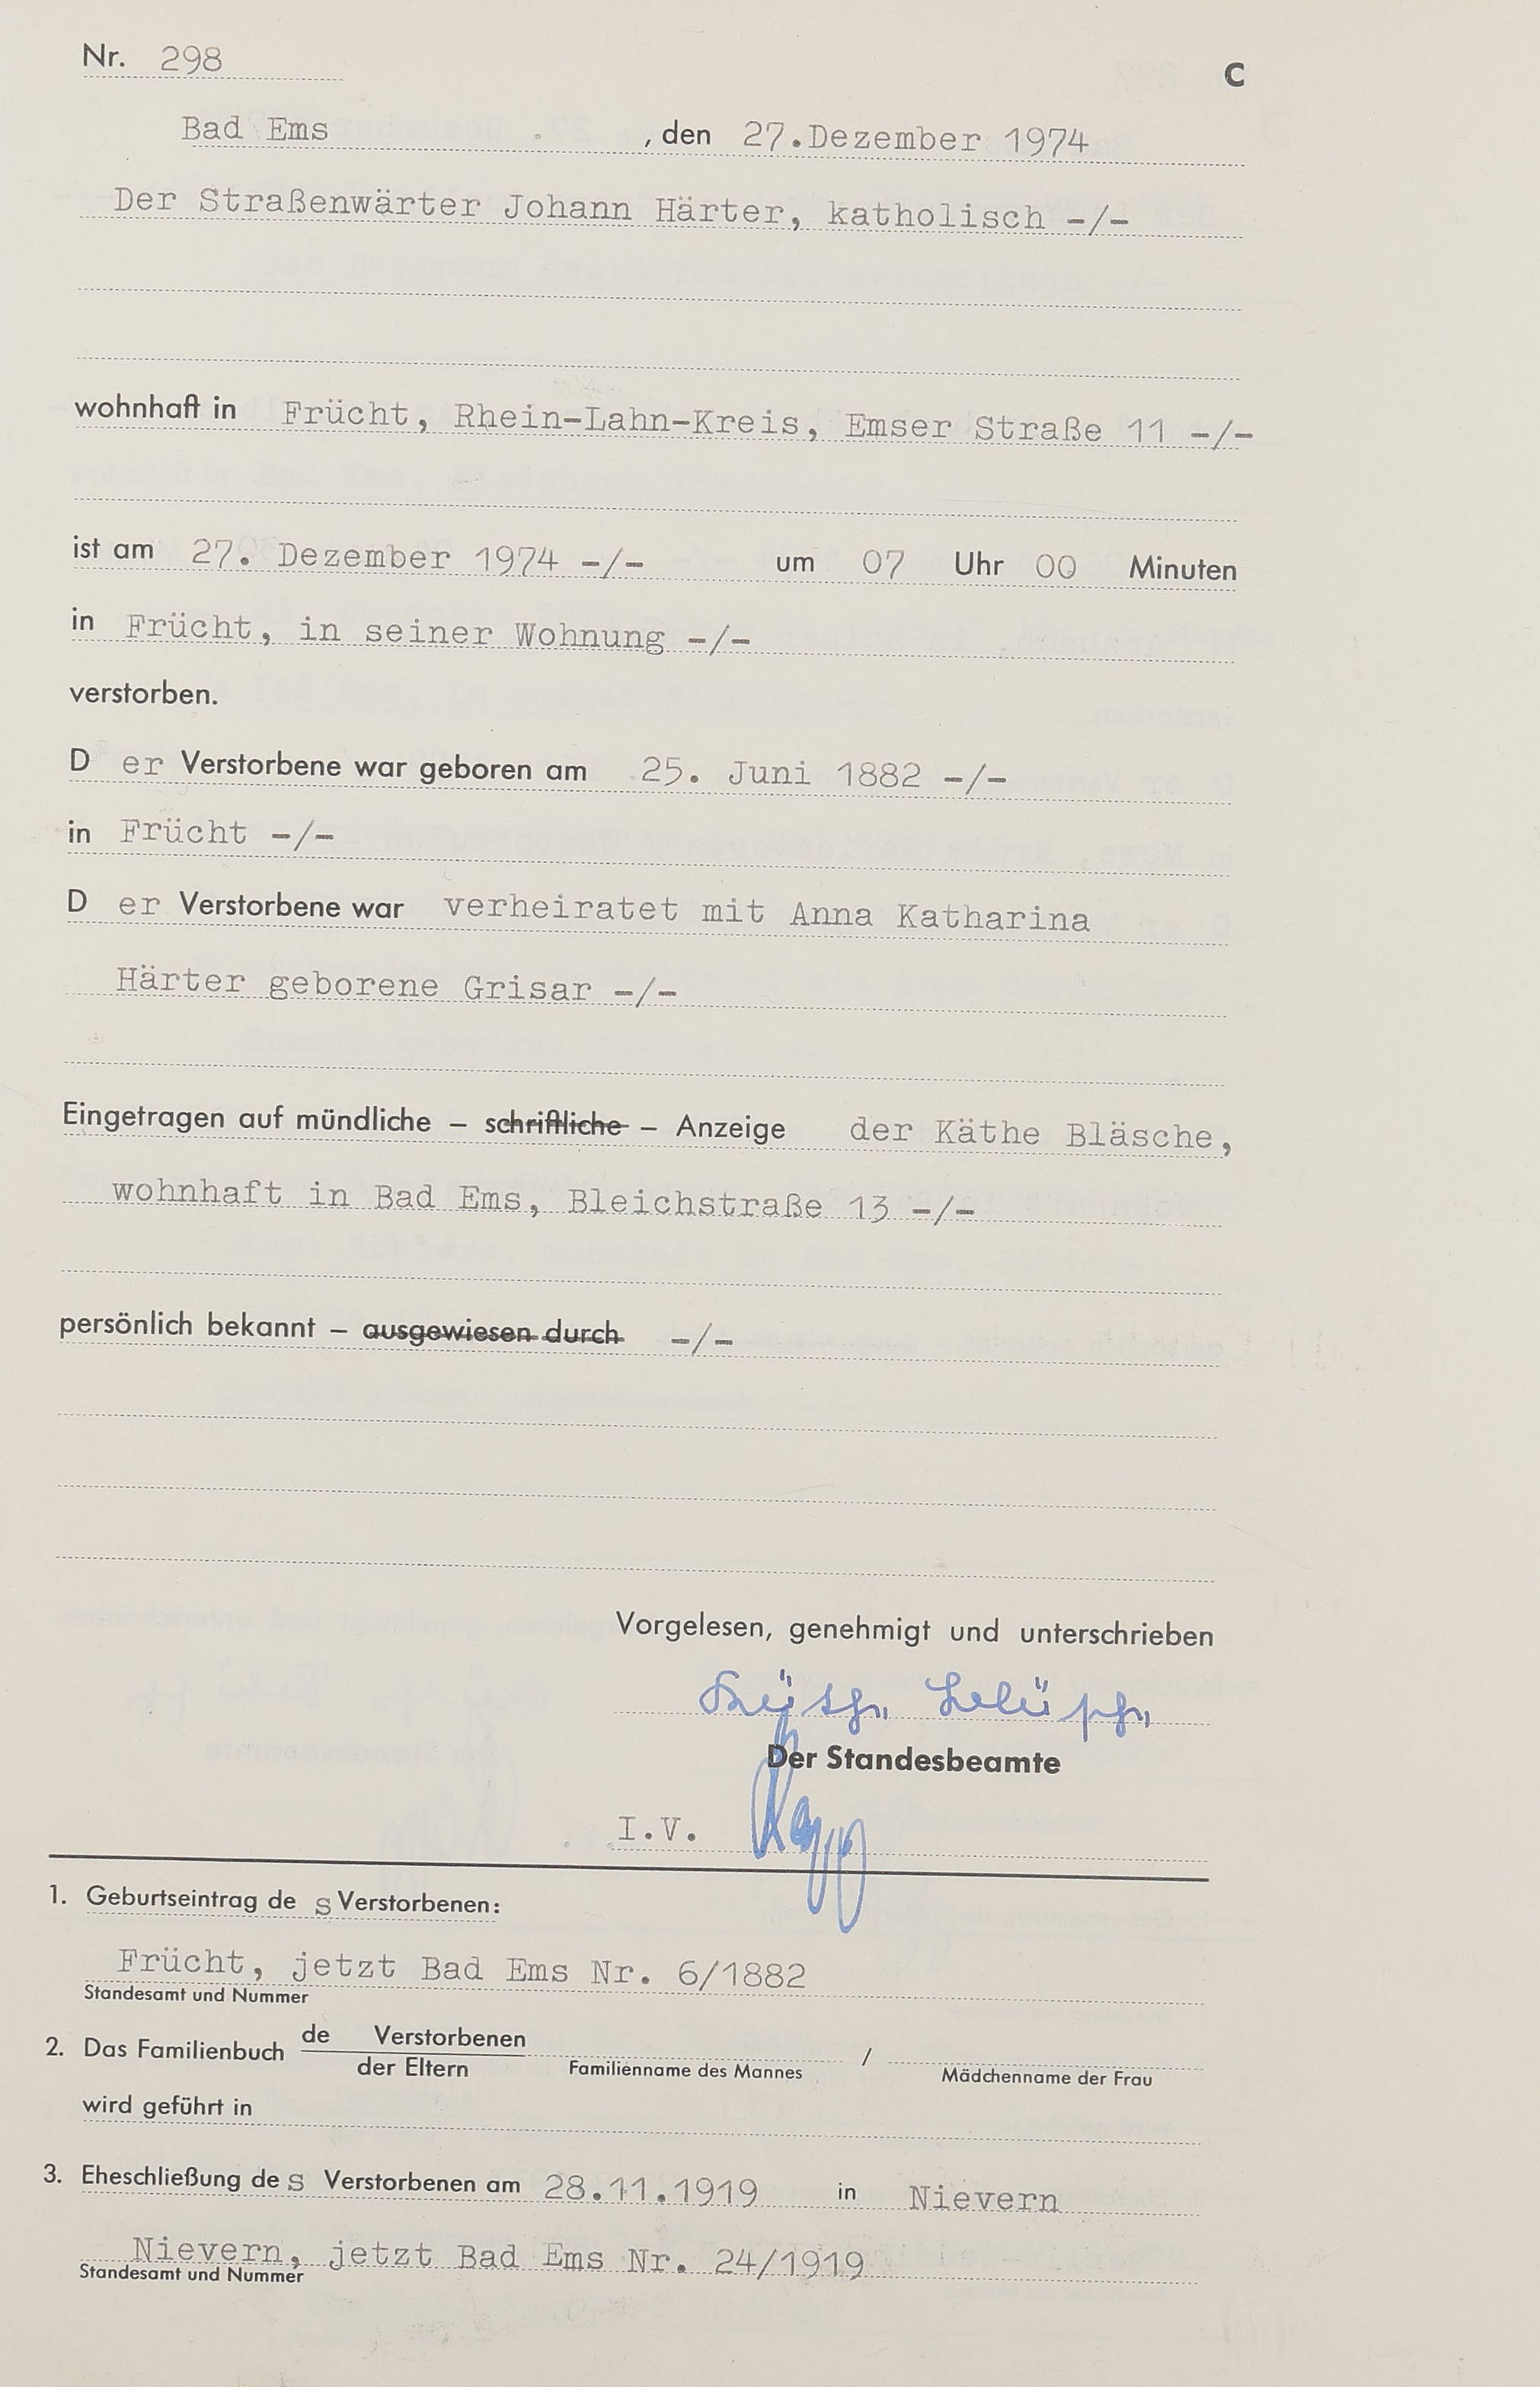 Nr. 298
C
Bad Ems , den 27.Dezember 1974
Der Straßenwärter Johann Härter, katholisch -/-
wohnhaft in Frücht, Rhein-Lahn-Kreis, Emser Straße 11 -/-
ist am 27. Dezember 1974 -/- um 07 Uhr 00 Minuten
in Frücht, in seiner Wohnung -/-
verstorben.
D er Verstorbene war geboren am 25. Juni 1882 -/-
in Frücht -/-
D er Verstorbene war verheiratet mit Anna Katharina
Härter geborene Grisar -/-
Eingetragen auf mündliche – schriftliche – Anzeige der Käthe Bläsche,
wohnhaft in Bad Ems, Bleichstraße 13 -/-
persönlich bekannt – ausgewiesen durch -/-
Vorgelesen, genehmigt und unterschrieben
Käthe Bläsche
Der Standesbeamte
I.V.
1. Geburtseintrag de s Verstorbenen:
Frücht, jetzt Bad Ems Nr. 6/1882
Standesamt und Nummer
2. Das Familienbuch de Verstorbenen
der Eltern Familienname des Mannes / Mädchenname der Frau
wird geführt in
3. Eheschließung de s Verstorbenen am 28.11.1919 in Nievern
Nievern, jetzt Bad Ems Nr. 24/1919
Standesamt und Nummer